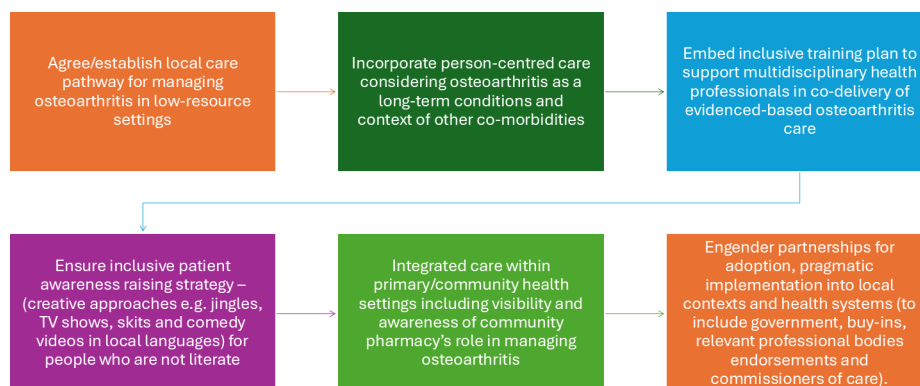 Agree/establish local care
pathway for managing
osteoarthritis in low-resource
settings
Incorporate person-centred care
considering osteoarthritis as a
long-term conditions and
context of other co-morbidities
Embed inclusive training plan to
support multidisciplinary health
professionals in co-delivery of
evidenced-based osteoarthritis
care
Ensure inclusive patient
awareness raising strategy –
(creative approaches e.g. jingles,
TV shows, skits and comedy
videos in local languages) for
people who are not literate
Integrated care within
primary/community health
settings including visibility and
awareness of community
pharmacy's role in managing
osteoarthritis
Engender partnerships for
adoption, pragmatic
implementation into local
contexts and health systems (to
include government, buy-ins,
relevant professional bodies
endorsements and
commissioners of care).